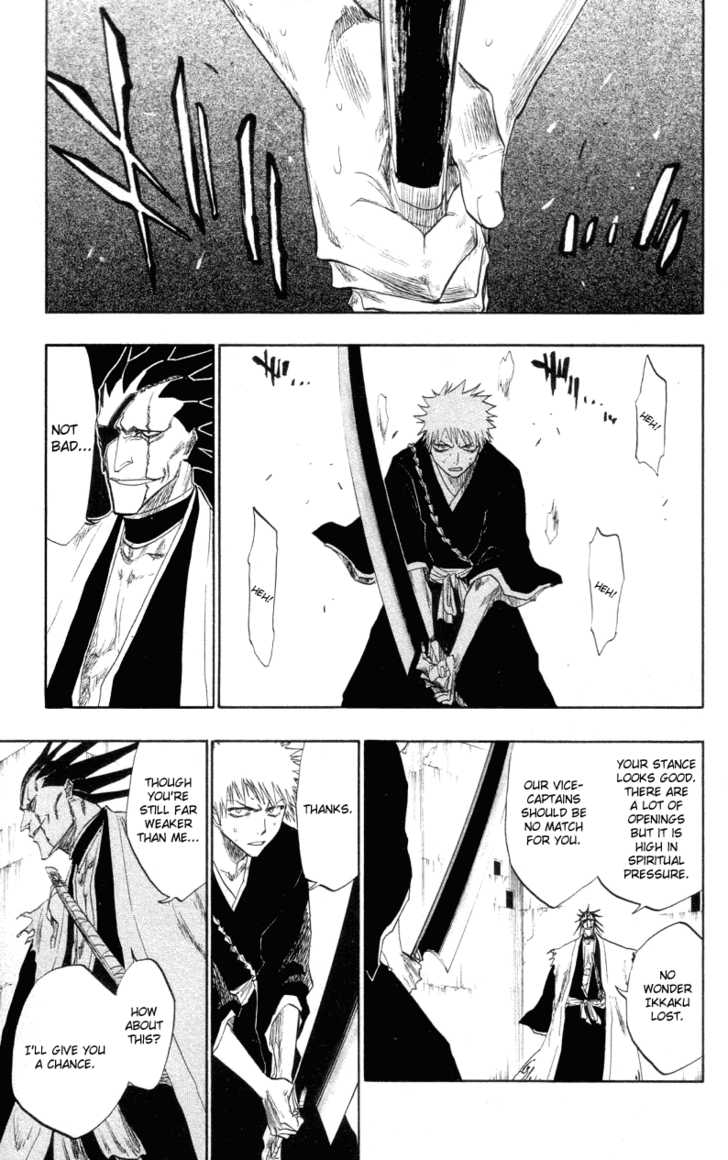 HEH!
HEH!
HEH!
NOT
BAD...
YOUR STANCE
LOOKS GOOD.
THERE ARE
A LOT OF
OPENINGS
BUT IT IS
HIGH IN
SPIRITUAL
PRESSURE.
OUR VICE-
CAPTAINS
SHOULD BE
NO MATCH
FOR YOU.
NO
WONDER
IKKAKU
LOST.
THANKS.
THOUGH
YOU'RE
STILL FAR
WEAKER
THAN ME...
HOW
ABOUT
THIS?
I'LL GIVE YOU
A CHANCE.